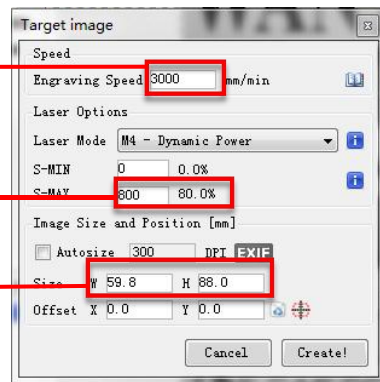 Target image
Speed
Engraving Speed 3000 mm/min
Laser Options
Laser Mode M4 - Dynamic Power
S-MIN 0 0.0%
S-MAX 800 80.0%
Image Size and Position [mm]
Autosize 300 DPI EXIF
Size W 59.8 H 88.0
Offset X 0.0 Y 0.0
Cancel Create!